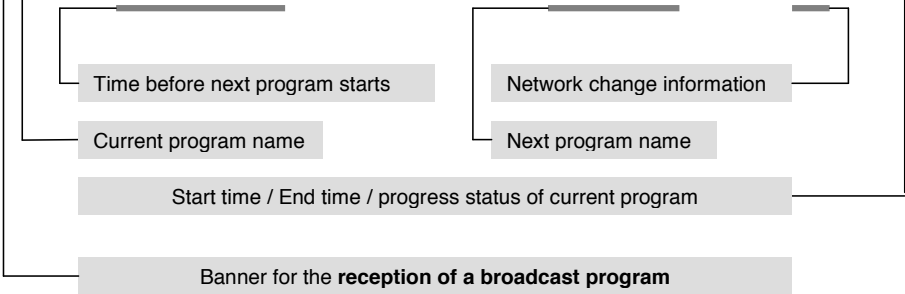 Time before next program starts
Network change information
Current program name
Next program name
Start time / End time / progress status of current program
Banner for the reception of a broadcast program